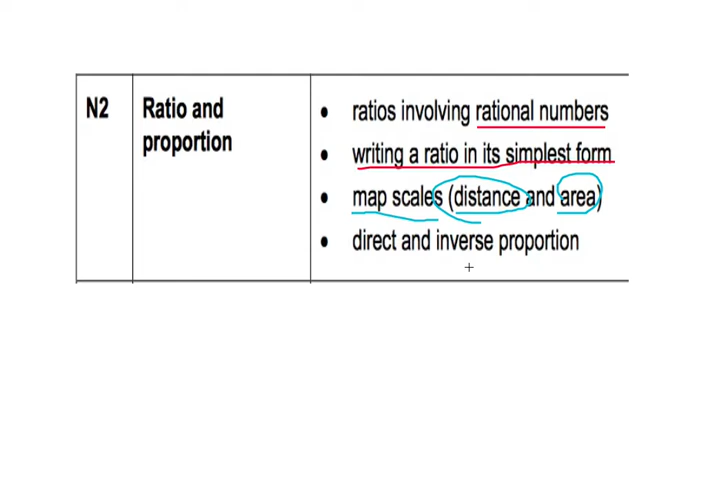 N2
Ratio and
proportion
• ratios involving rational numbers
• writing a ratio in its simplest form
• map scales (distance and area)
• direct and inverse proportion